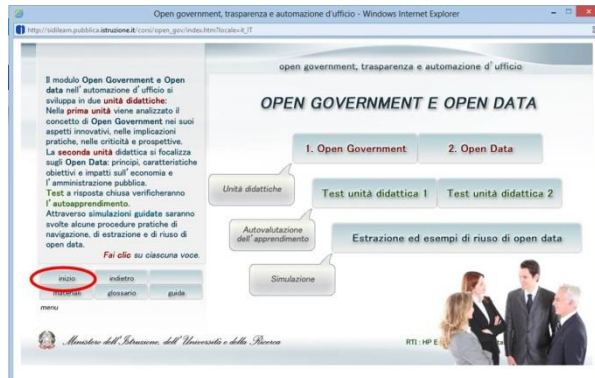 Open government, trasparenza e automazione d'ufficio - Windows Internet Explorer
http://sidilearn.pubblica.istruzione.it/corsi/open_gov/index.htm?locale=it_IT
open government, trasparenza e automazione d'ufficio
OPEN GOVERNMENT E OPEN DATA
Il modulo Open Government e Open
data nell'automazione d'ufficio si
sviluppa in due unità didattiche:
Nella prima unità viene analizzato il
concetto di Open Government nei suoi
aspetti innovativi, nelle implicazioni
pratiche, nelle criticità e prospettive.
La seconda unità didattica si focalizza
sugli Open Data: principi, caratteristiche
obiettivi e impatti sull'economia e
l'amministrazione pubblica.
Test a risposta chiusa verificheranno
l'autoapprendimento.
Attraverso simulazioni guidate saranno
svolte alcune procedure pratiche di
navigazione, di estrazione e di riuso di
open data.
Fai clic su ciascuna voce.
1. Open Government
2. Open Data
Unità didattiche
Test unità didattica 1
Test unità didattica 2
Autovalutazione
dell'apprendimento
Estrazione ed esempi di riuso di open data
Simulazione
inizio
indietro
materiali
glossario
guida
menu
Ministero dell'Istruzione, dell'Università e della Ricerca
RTI : HP E